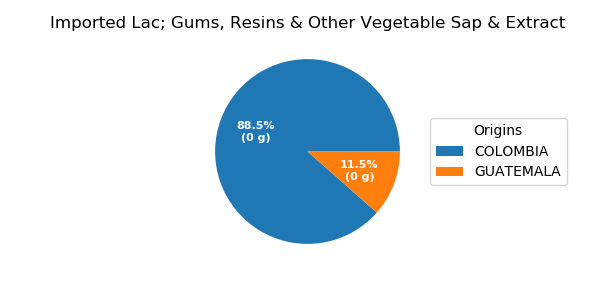 Imported Lac; Gums, Resins & Other Vegetable Sap & Extract
88.5%
(0 g)
11.5%
(0 g)
Origins
COLOMBIA
GUATEMALA